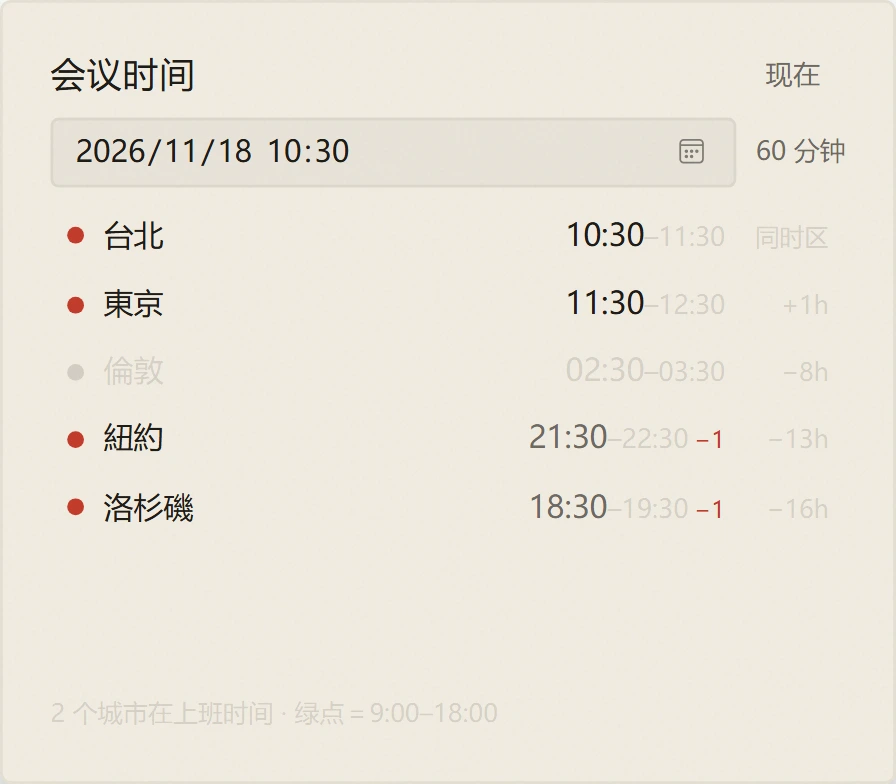 会议时间 现在
2026/11/18 10:30 60 分钟
台北 10:30–11:30 同时区
東京 11:30–12:30 +1h
倫敦 02:30–03:30 −8h
紐約 21:30–22:30 −1 −13h
洛杉磯 18:30–19:30 −1 −16h
2 个城市在上班时间 · 绿点 = 9:00–18:00